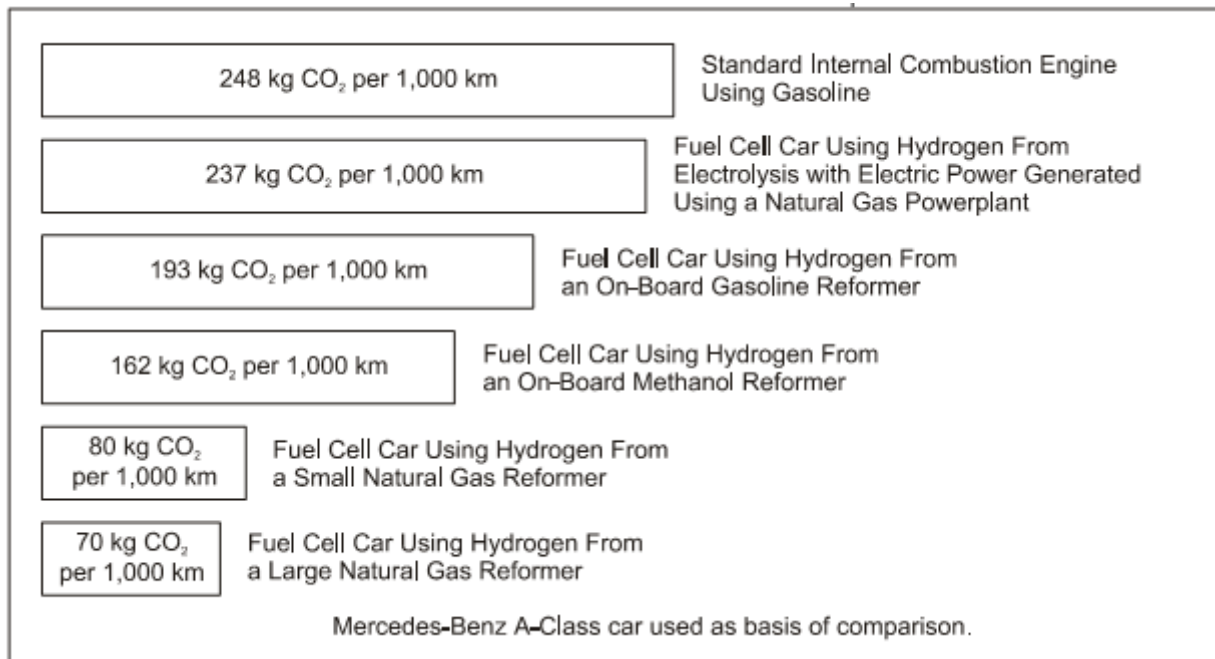 248 kg CO₂ per 1,000 km
Standard Internal Combustion Engine
Using Gasoline
237 kg CO₂ per 1,000 km
Fuel Cell Car Using Hydrogen From
Electrolysis with Electric Power Generated
Using a Natural Gas Powerplant
193 kg CO₂ per 1,000 km
Fuel Cell Car Using Hydrogen From
an On-Board Gasoline Reformer
162 kg CO₂ per 1,000 km
Fuel Cell Car Using Hydrogen From
an On-Board Methanol Reformer
80 kg CO₂
per 1,000 km
Fuel Cell Car Using Hydrogen From
a Small Natural Gas Reformer
70 kg CO₂
per 1,000 km
Fuel Cell Car Using Hydrogen From
a Large Natural Gas Reformer
Mercedes-Benz A-Class car used as basis of comparison.